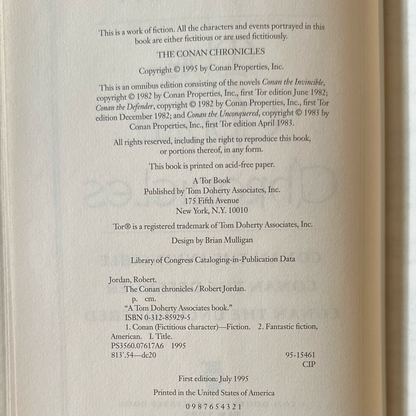 This is a work of fiction. All the characters and events portrayed in this
book are either fictitious or are used fictitiously.
THE CONAN CHRONICLES
Copyright © 1995 by Conan Properties, Inc.
This is an omnibus edition consisting of the novels Conan the Invincible,
copyright © 1982 by Conan Properties, Inc., first Tor edition June 1982;
Conan the Defender, copyright © 1982 by Conan Properties, Inc., first Tor
edition December 1982; and Conan the Unconquered, copyright © 1983 by
Conan Properties, Inc., first Tor edition April 1983.
All rights reserved, including the right to reproduce this book,
or portions thereof, in any form.
This book is printed on acid-free paper.
A Tor Book
Published by Tom Doherty Associates, Inc.
175 Fifth Avenue
New York, N.Y. 10010
Tor® is a registered trademark of Tom Doherty Associates, Inc.
Design by Brian Mulligan
Library of Congress Cataloging-in-Publication Data
Jordan, Robert.
The Conan chronicles / Robert Jordan.
p. cm.
"A Tom Doherty Associates book."
ISBN 0-312-85929-5
1. Conan (Fictitious character)—Fiction. 2. Fantastic fiction,
American. I. Title.
PS3560.O7617A6 1995
813'.54—dc20 95-15461
CIP
First edition: July 1995
Printed in the United States of America
0 9 8 7 6 5 4 3 2 1